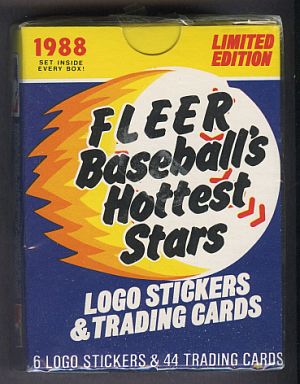 1988
SET INSIDE
EVERY BOX!
LIMITED
EDITION
FLEER
Baseball's
Hottest
Stars
LOGO STICKERS
& TRADING CARDS
6 LOGO STICKERS & 44 TRADING CARDS